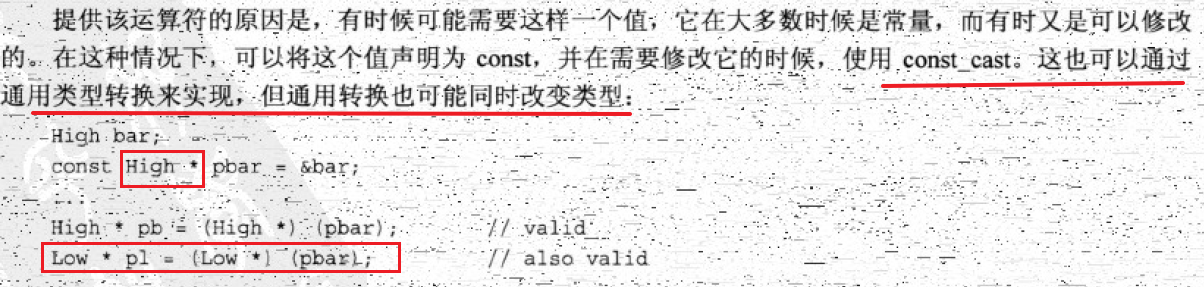 提供该运算符的原因是，有时候可能需要这样一个值，它在大多数时候是常量，而有时又是可以修改
的。在这种情况下，可以将这个值声明为 const，并在需要修改它的时候，使用 const_cast。这也可以通过
通用类型转换来实现，但通用转换也可能同时改变类型：
High bar;
const High * pbar = &bar;
...
High * pb = (High *) (pbar); // valid
Low * pl = (Low *) (pbar); // also valid